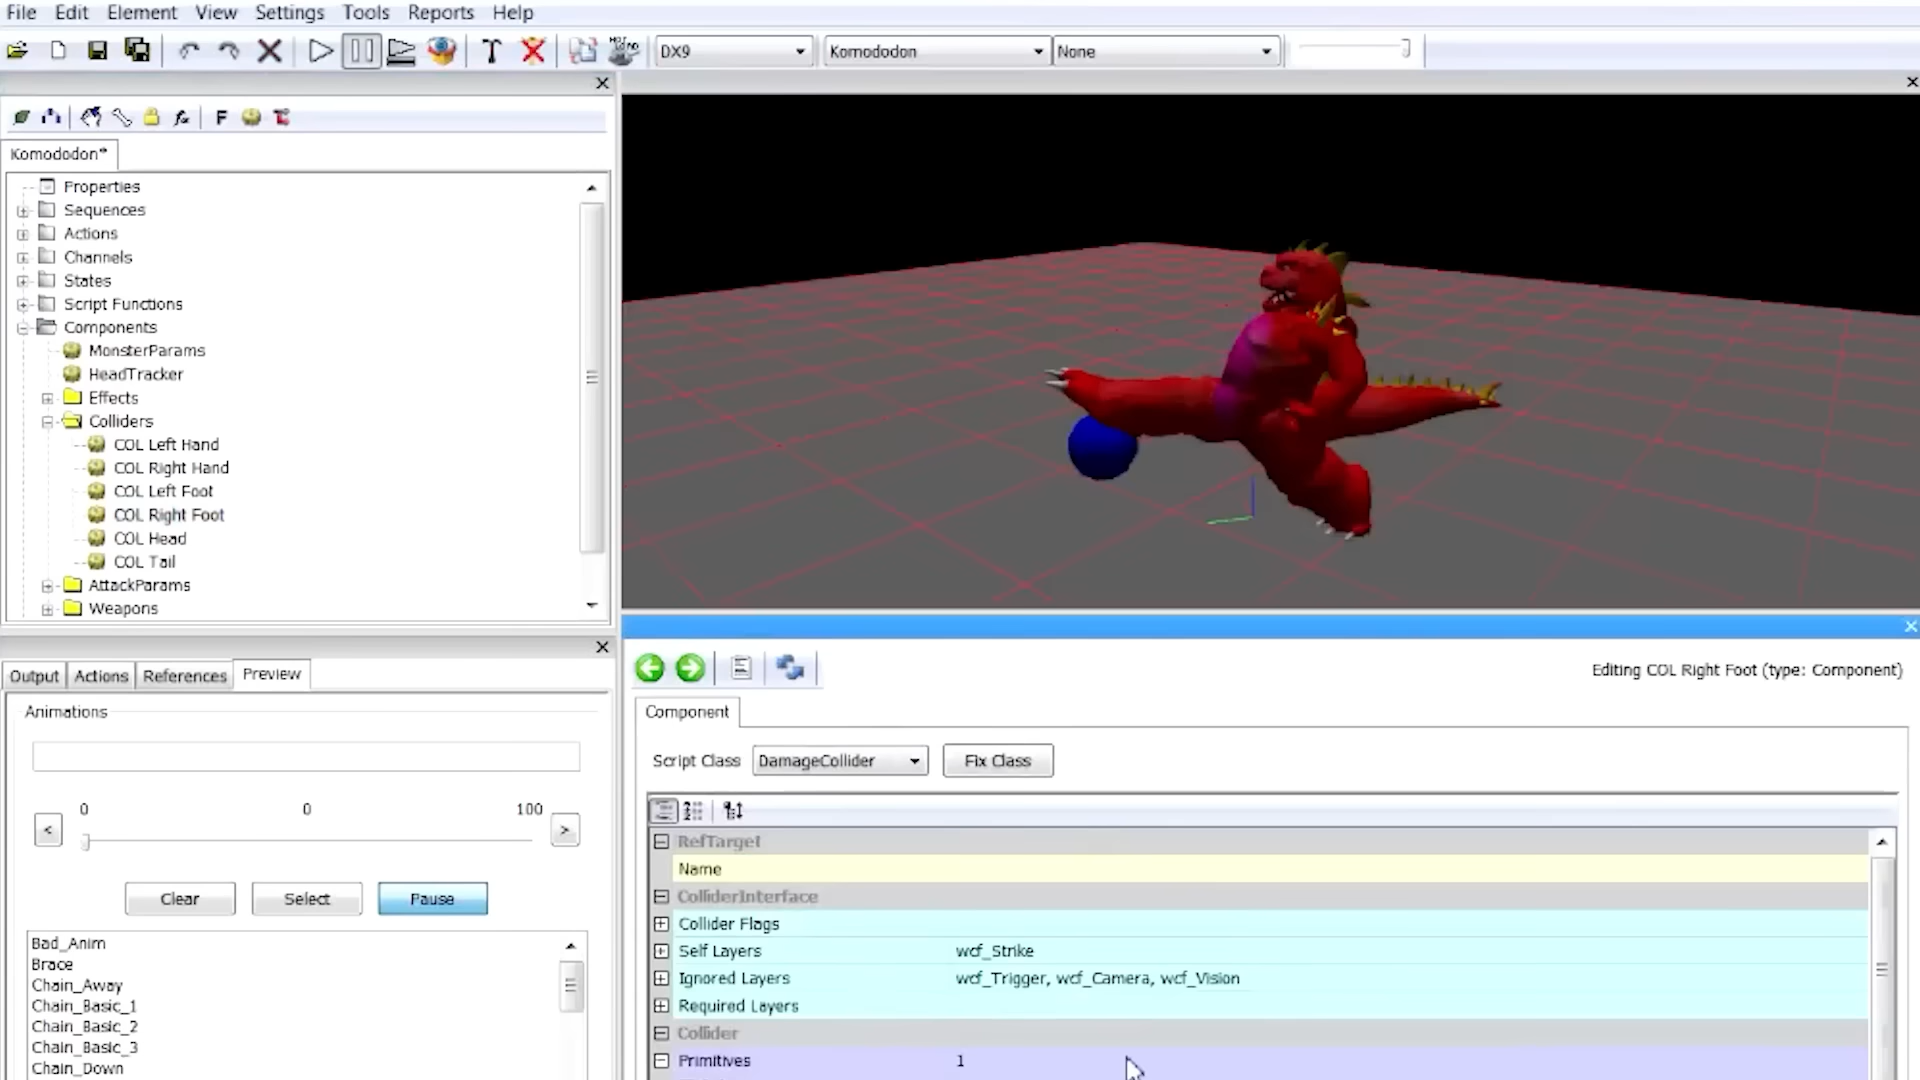 File Edit Element View Settings Tools Reports Help
DX9 Komododon None
F
Komododon*
Properties
Sequences
Actions
Channels
States
Script Functions
Components
MonsterParams
HeadTracker
Effects
Colliders
COL Left Hand
COL Right Hand
COL Left Foot
COL Right Foot
COL Head
COL Tail
AttackParams
Weapons
Output Actions References Preview
Animations
0 0 100
< >
Clear Select Pause
Bad_Anim
Brace
Chain_Away
Chain_Basic_1
Chain_Basic_2
Chain_Basic_3
Chain_Down
Editing COL Right Foot (type: Component)
Component
Script Class DamageCollider Fix Class
RefTarget
Name
ColliderInterface
Collider Flags
Self Layers wcf_Strike
Ignored Layers wcf_Trigger, wcf_Camera, wcf_Vision
Required Layers
Collider
Primitives 1